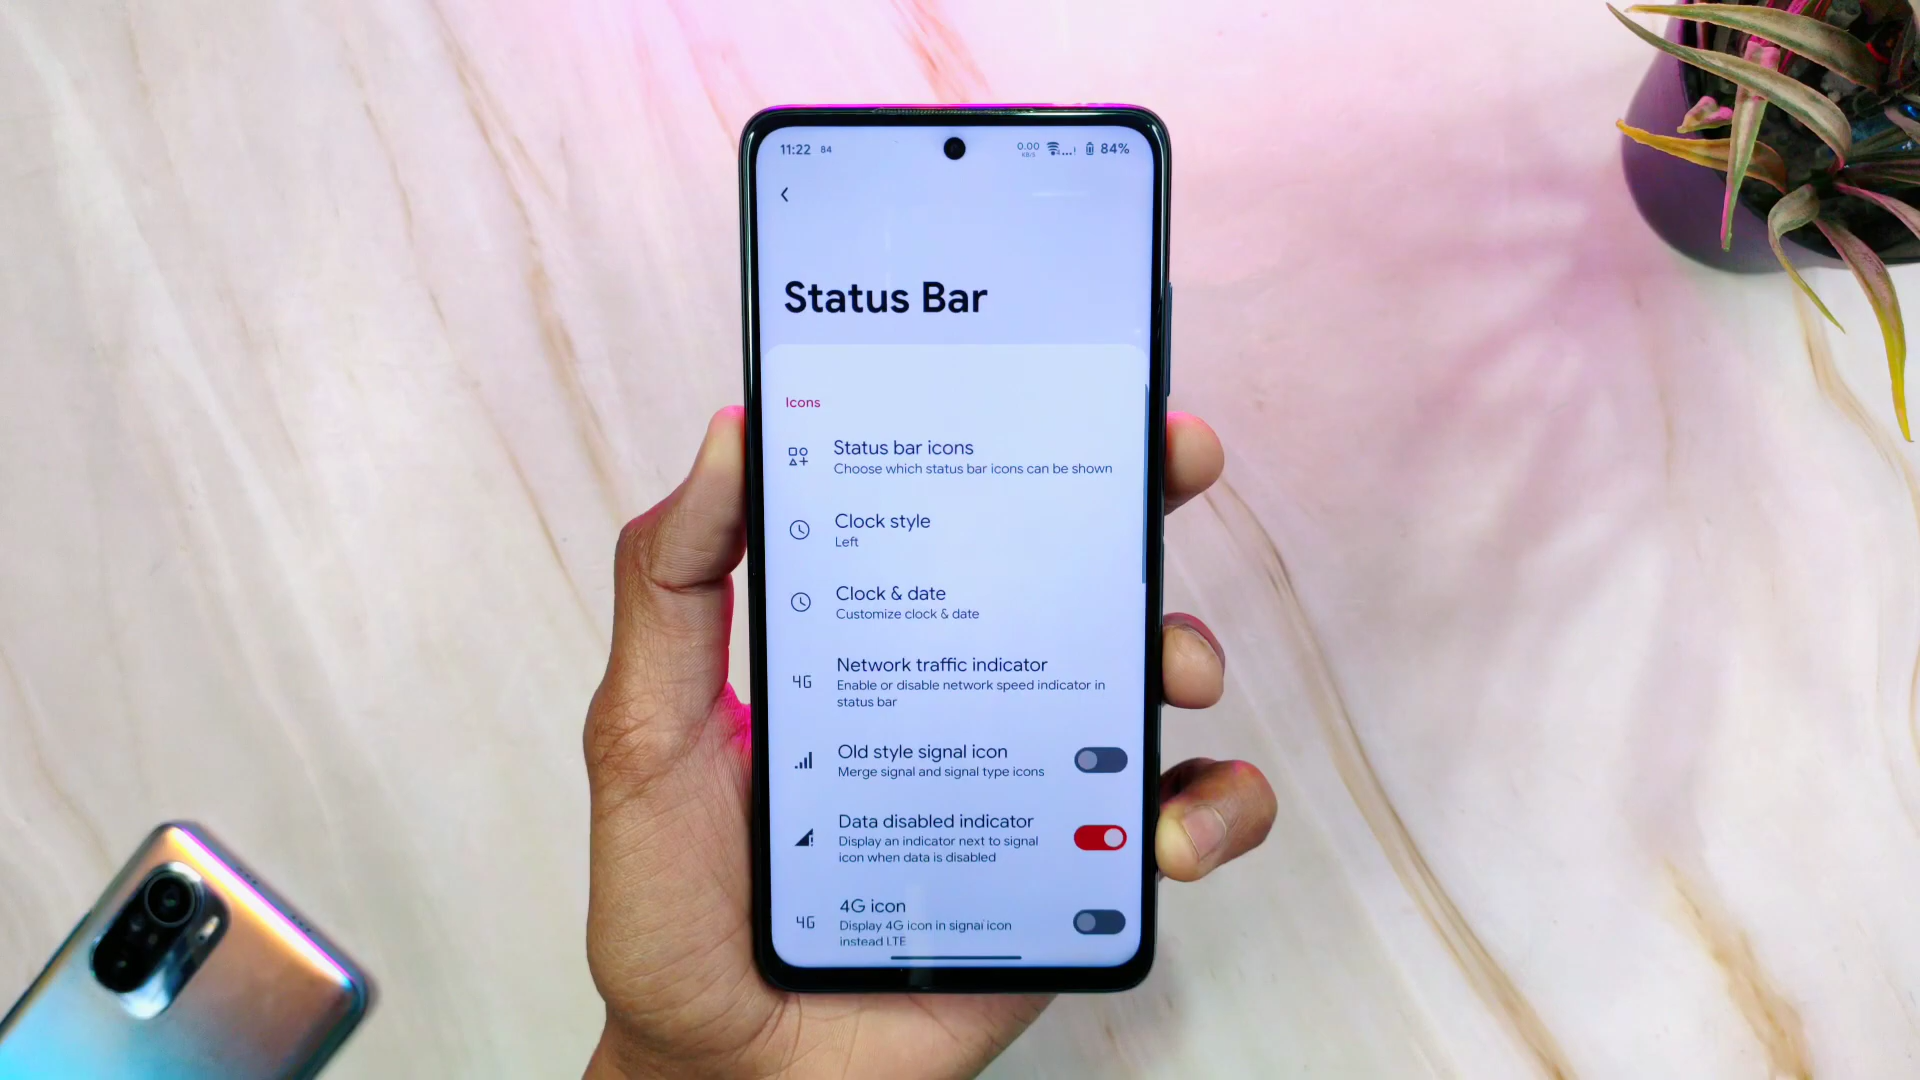 11:22 84 0.00 84%
KB/S
Status Bar
Icons
Status bar icons
Choose which status bar icons can be shown
Clock style
Left
Clock & date
Customize clock & date
4G Network traffic indicator
Enable or disable network speed indicator in
status bar
Old style signal icon
Merge signal and signal type icons
Data disabled indicator
Display an indicator next to signal
icon when data is disabled
4G 4G icon
Display 4G icon in signal icon
instead LTE